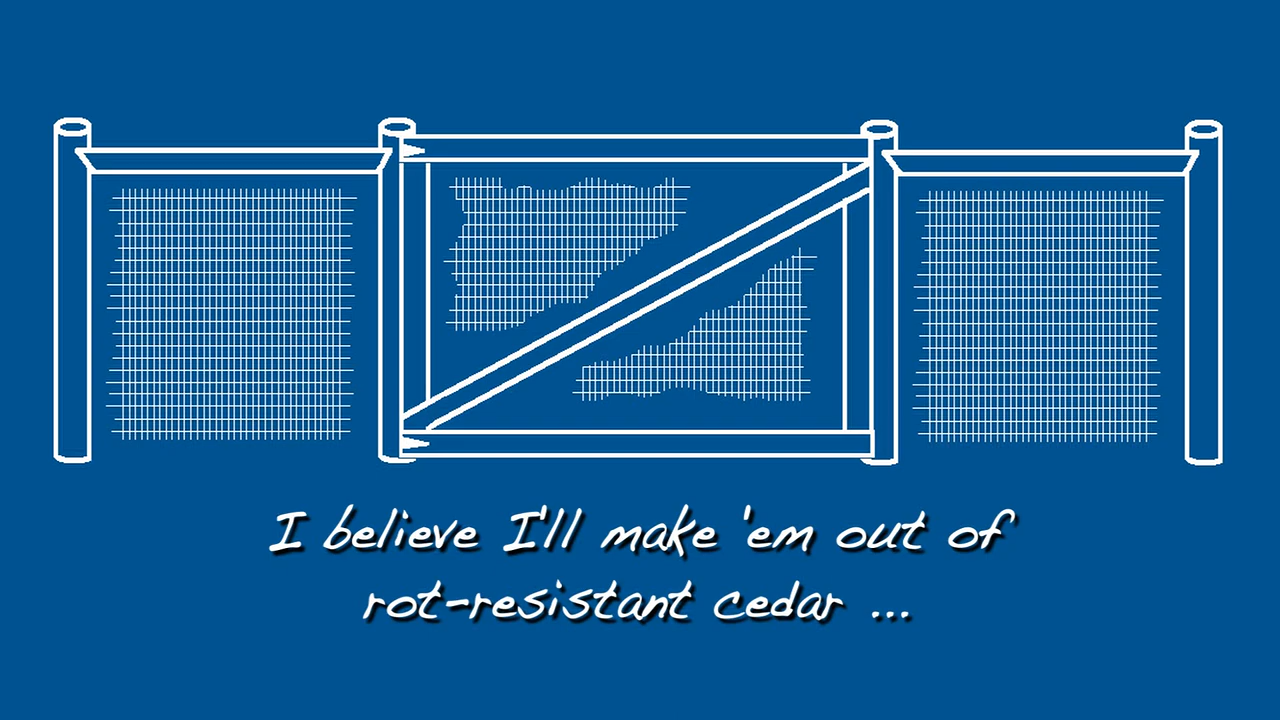 I believe I'll make 'em out of
rot-resistant cedar ...